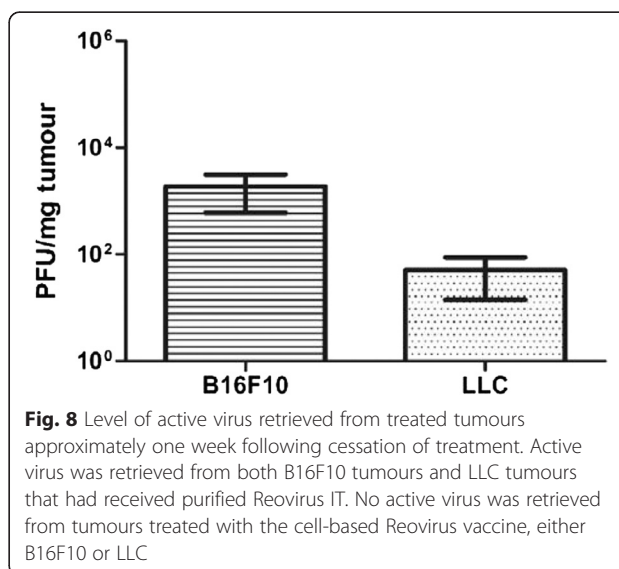 10⁶
10⁴
10²
10⁰
PFU/mg tumour
B16F10 LLC
Fig. 8 Level of active virus retrieved from treated tumours
approximately one week following cessation of treatment. Active
virus was retrieved from both B16F10 tumours and LLC tumours
that had received purified Reovirus IT. No active virus was retrieved
from tumours treated with the cell-based Reovirus vaccine, either
B16F10 or LLC